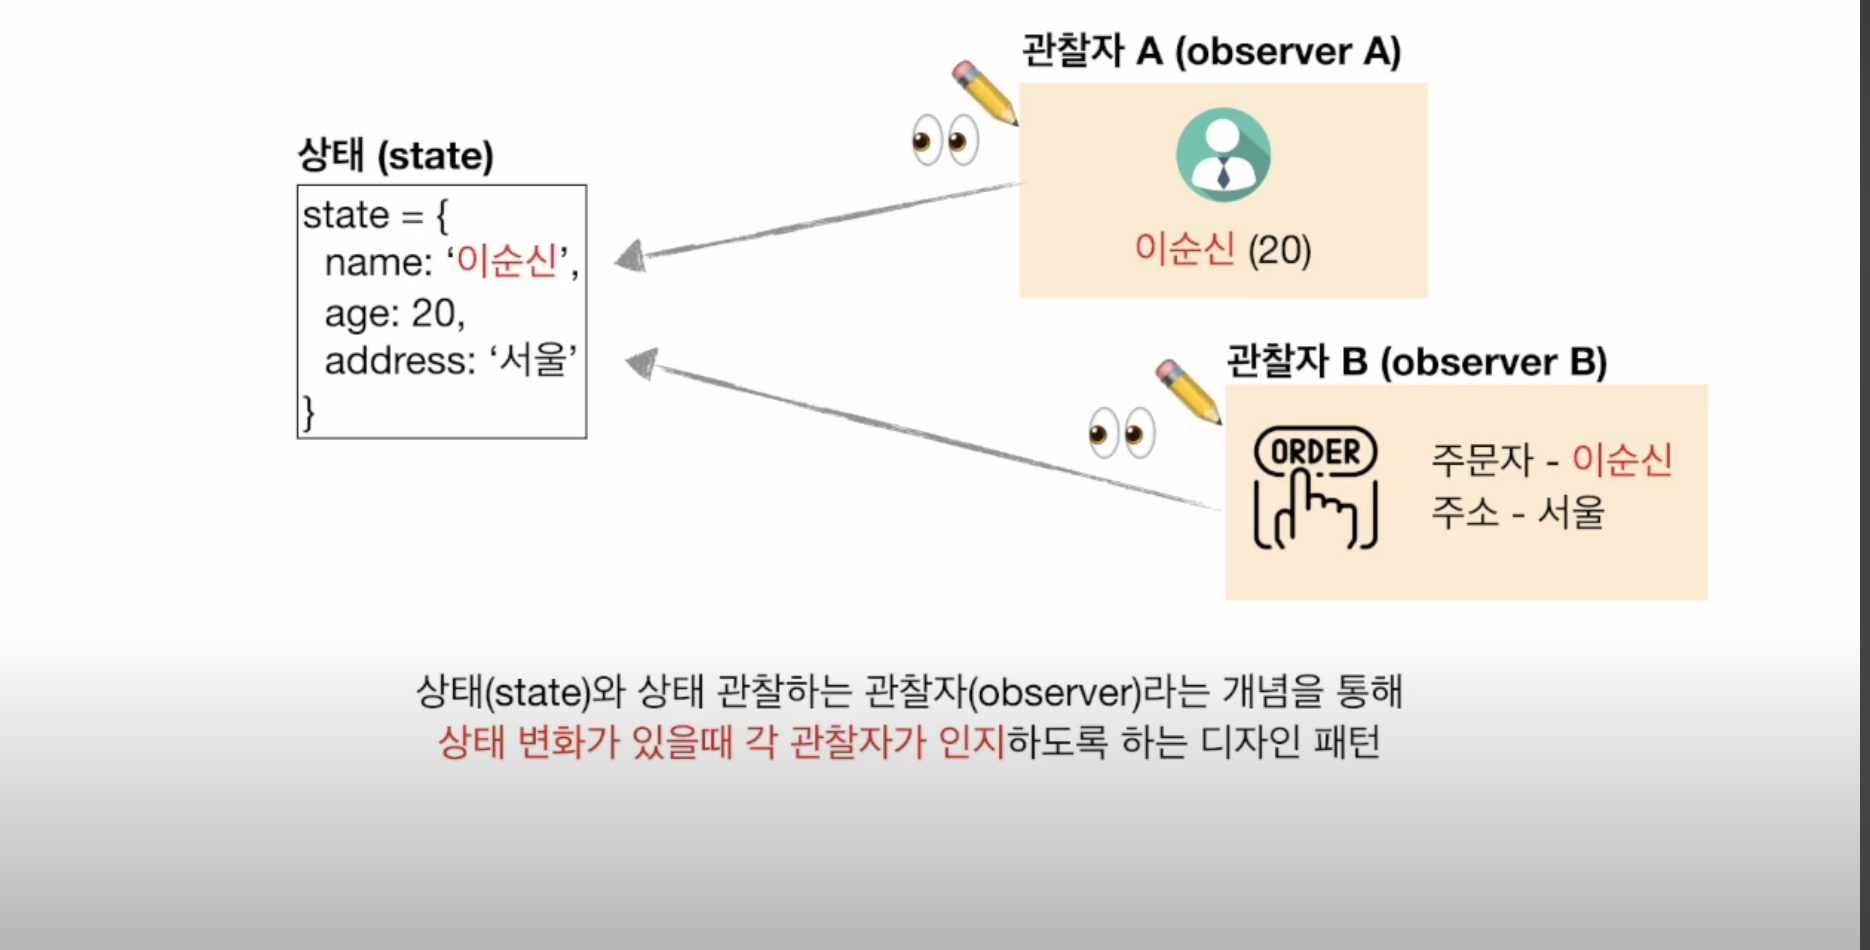 관찰자 A (observer A)
이순신 (20)
상태 (state)
state = {
name: ‘이순신’,
age: 20,
address: ‘서울’
}
관찰자 B (observer B)
ORDER
주문자 - 이순신
주소 - 서울
상태(state)와 상태 관찰하는 관찰자(observer)라는 개념을 통해
상태 변화가 있을때 각 관찰자가 인지하도록 하는 디자인 패턴